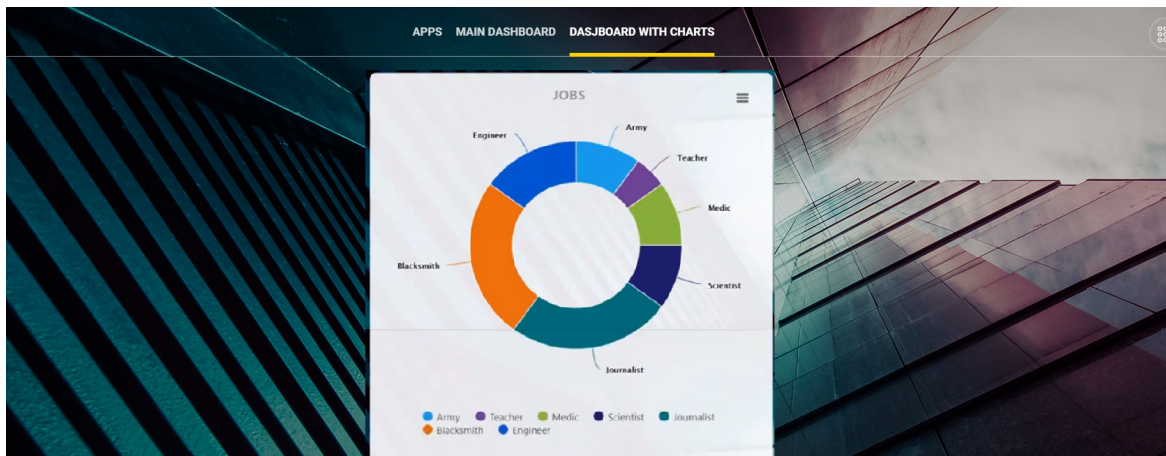 APPS MAIN DASHBOARD DASJBOARD WITH CHARTS
JOBS
Engineer
Army
Teacher
Medic
Blacksmith
Scientist
Journalist
Army Teacher Medic Scientist Journalist
Blacksmith Engineer